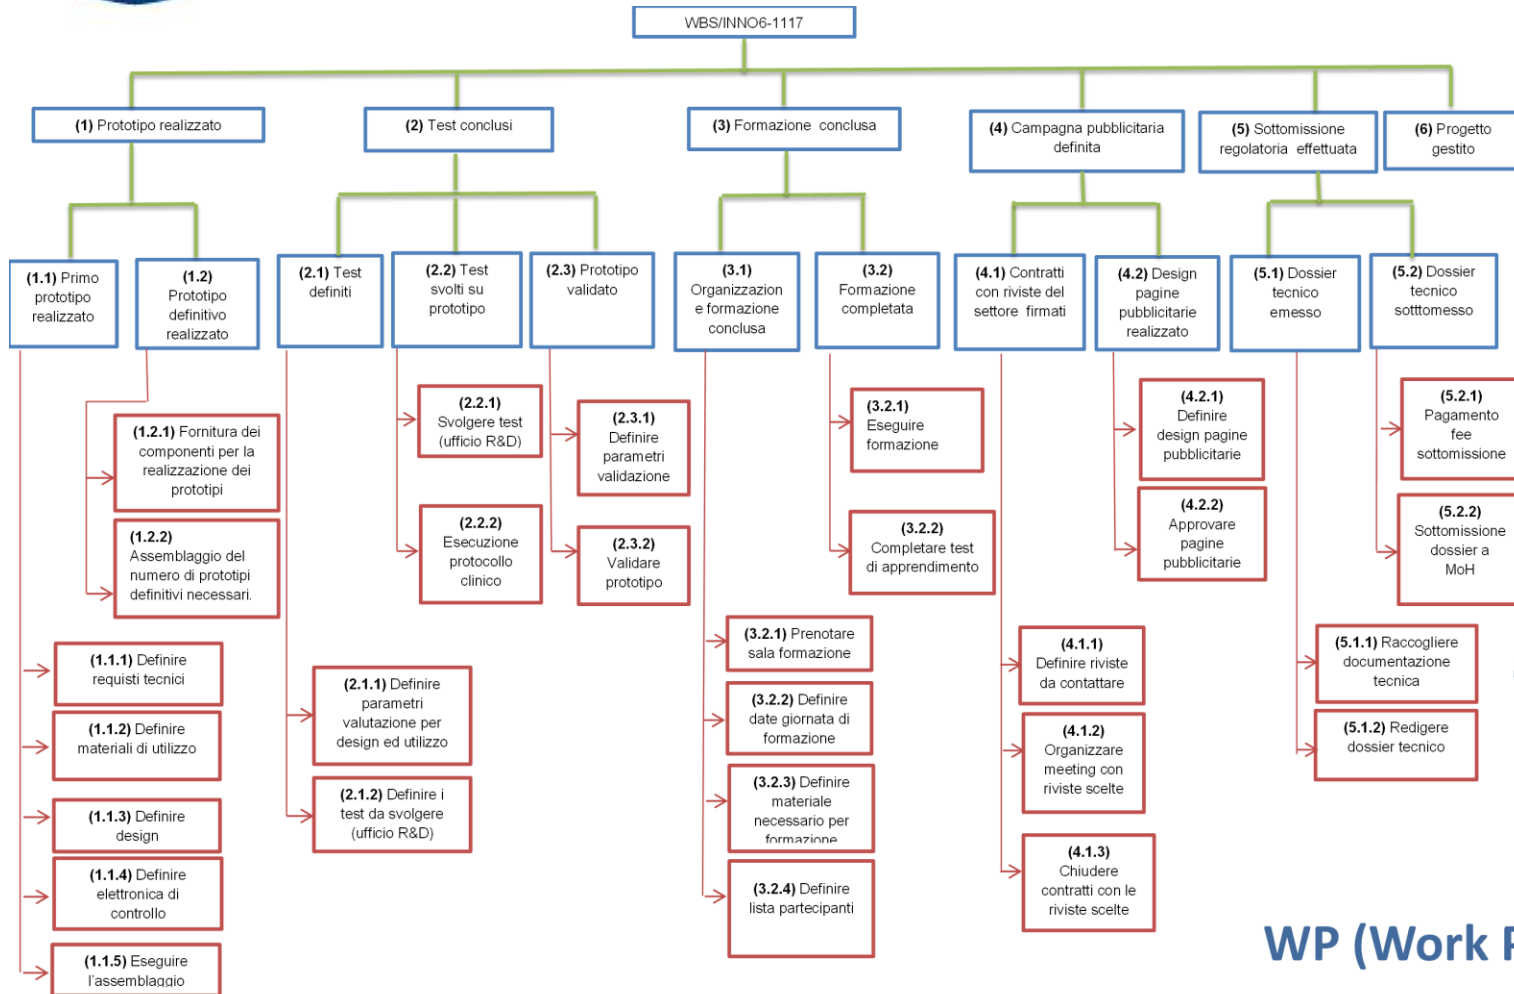 WBS/INNO6-1117
(1) Prototipo realizzato
(2) Test conclusi
(3) Formazione conclusa
(4) Campagna pubblicitaria
definita
(5) Sottomissione
regolatoria effettuata
(6) Progetto
gestito
(1.1) Primo
prototipo
realizzato
(1.2)
Prototipo
definitivo
realizzato
(2.1) Test
definiti
(2.2) Test
svolti su
prototipo
(2.3) Prototipo
validato
(3.1)
Organizzazion
e formazione
conclusa
(3.2)
Formazione
completata
(4.1) Contratti
con riviste del
settore firmati
(4.2) Design
pagine
pubblicitarie
realizzato
(5.1) Dossier
tecnico
emesso
(5.2) Dossier
tecnico
sotttomesso
(1.2.1) Fornitura dei
componenti per la
realizzazione dei
prototipi
(1.2.2)
Assemblaggio del
numero di prototipi
definitivi necessari.
(1.1.1) Definire
requisti tecnici
(1.1.2) Definire
materiali di utilizzo
(1.1.3) Definire
design
(1.1.4) Definire
elettronica di
controllo
(1.1.5) Eseguire
l'assemblaggio
(2.1.1) Definire
parametri
valutazione per
design ed utilizzo
(2.1.2) Definire i
test da svolgere
(ufficio R&D)
(2.2.1)
Svolgere test
(ufficio R&D)
(2.2.2)
Esecuzione
protocollo
clinico
(2.3.1)
Definire
parametri
validazione
(2.3.2)
Validare
prototipo
(3.2.1) Prenotare
sala formazione
(3.2.2) Definire
date giornata di
formazione
(3.2.3) Definire
materiale
necessario per
formazione
(3.2.4) Definire
lista partecipanti
(3.2.1)
Eseguire
formazione
(3.2.2)
Completare test
di apprendimento
(4.1.1)
Definire riviste
da contattare
(4.1.2)
Organizzare
meeting con
riviste scelte
(4.1.3)
Chiudere
contratti con le
riviste scelte
(4.2.1)
Definire
design pagine
pubblicitarie
(4.2.2)
Approvare
pagine
pubblicitarie
(5.1.1) Raccogliere
documentazione
tecnica
(5.1.2) Redigere
dossier tecnico
(5.2.1)
Pagamento
fee
sottomissione
(5.2.2)
Sottomissione
dossier a
MoH
WP (Work P